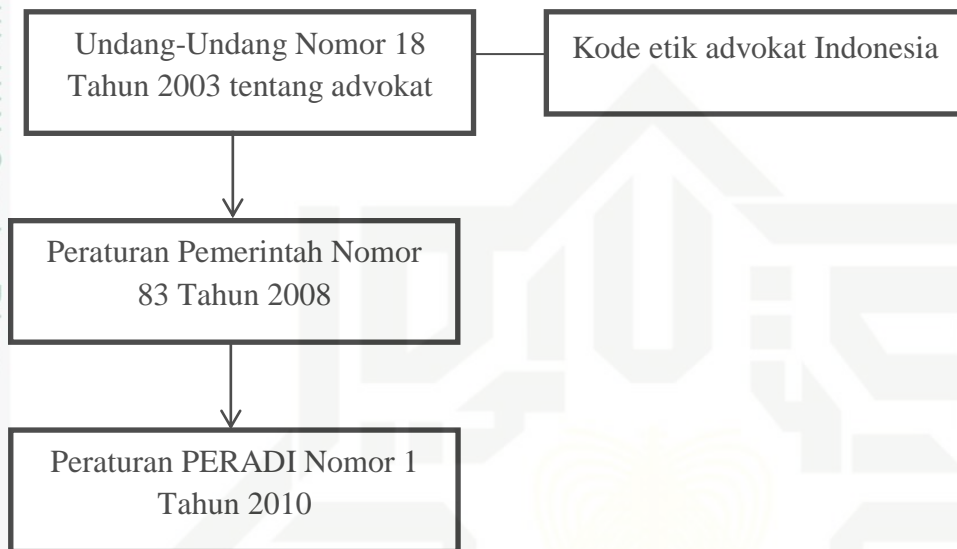 Undang-Undang Nomor 18
Tahun 2003 tentang advokat
Kode etik advokat Indonesia
Peraturan Pemerintah Nomor
83 Tahun 2008
Peraturan PERADI Nomor 1
Tahun 2010